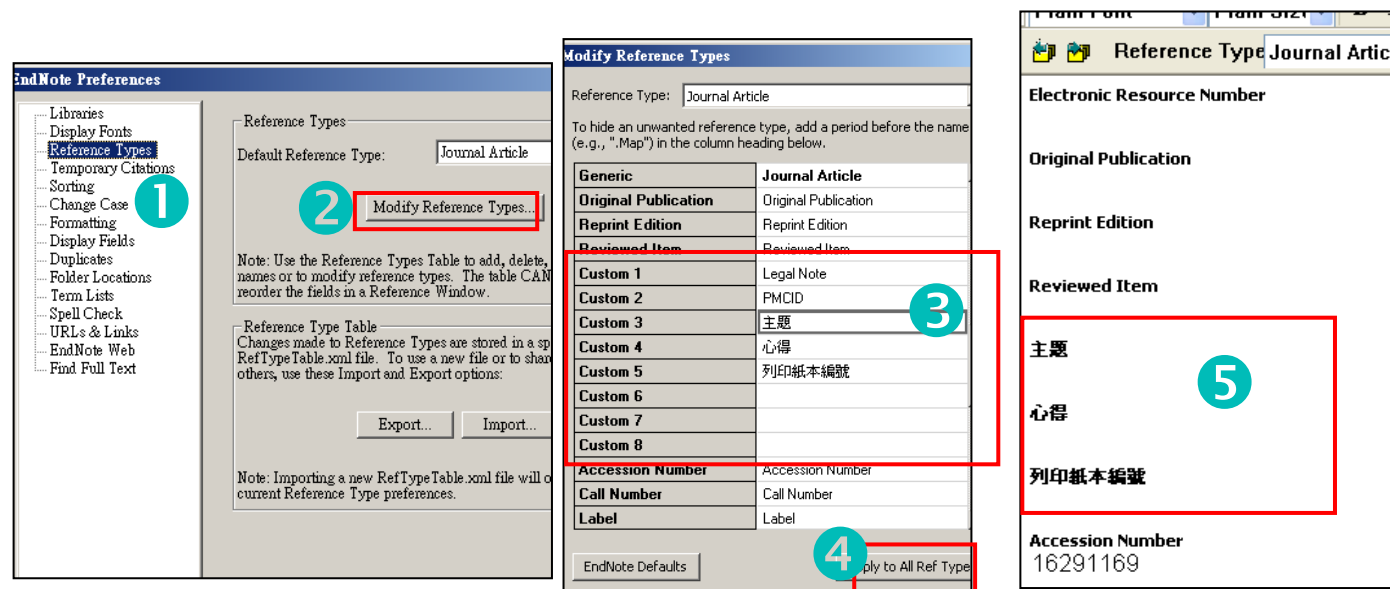 EndNote Preferences
Libraries
Display Fonts
Reference Types
Temporary Citations
Sorting
Change Case
Formatting
Display Fields
Duplicates
Folder Locations
Term Lists
Spell Check
URLs & Links
EndNote Web
Find Full Text
1
Reference Types
Default Reference Type: Journal Article
2
Modify Reference Types...
Note: Use the Reference Types Table to add, delete,
names or to modify reference types. The table CAN
reorder the fields in a Reference Window.
Reference Type Table
Changes made to Reference Types are stored in a sp
RefTypeTable.xml file. To use a new file or to shar
others, use these Import and Export options:
Export... Import...
Note: Importing a new RefTypeTable.xml file will o
current Reference Type preferences.
Modify Reference Types
Reference Type: Journal Article
To hide an unwanted reference type, add a period before the name
(e.g., ".Map") in the column heading below.
Generic Journal Article
Original Publication Original Publication
Reprint Edition Reprint Edition
Reviewed Item Reviewed Item
Custom 1 Legal Note
Custom 2 PMCID
Custom 3 主題
3
Custom 4 心得
Custom 5 列印紙本編號
Custom 6
Custom 7
Custom 8
Accession Number Accession Number
Call Number Call Number
Label Label
4
EndNote Defaults ply to All Ref Type
Plain Font Plain Size
Reference Type Journal Artic
Electronic Resource Number
Original Publication
Reprint Edition
Reviewed Item
主題
5
心得
列印紙本編號
Accession Number
16291169